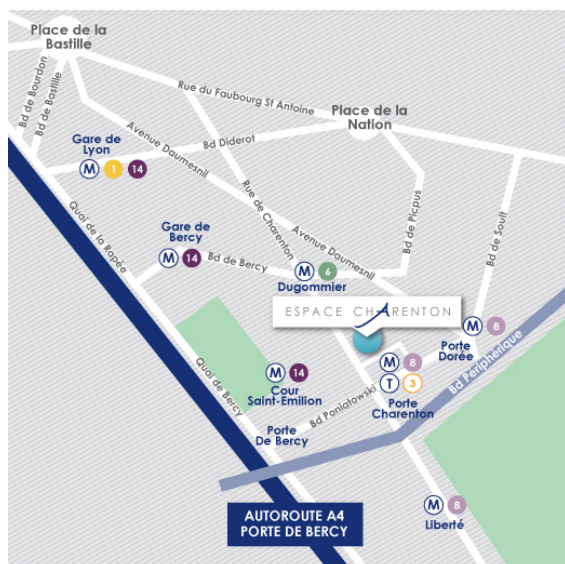 Place de la
Bastille
Bd de Bourdon
Bd de Bastille
Rue du Faubourg St Antoine
Place de la
Nation
Gare de
Lyon
M 1 14
Avenue Daumesnil
Bd Diderot
Quai de la Rapée
Gare de
Bercy
M 14
Bd de Bercy
Rue de Charenton
Avenue Daumesnil
Bd de Picpus
Bd de Soult
M 6
Dugommier
ESPACE CHARENTON
M 8
Porte
Dorée
Bd Péripherique
M 8
T 3
Porte
Charenton
M 14
Cour
Saint-Emilion
Quai de Bercy
Bd Poniatowski
Porte
De Bercy
AUTOROUTE A4
PORTE DE BERCY
M 8
Liberté